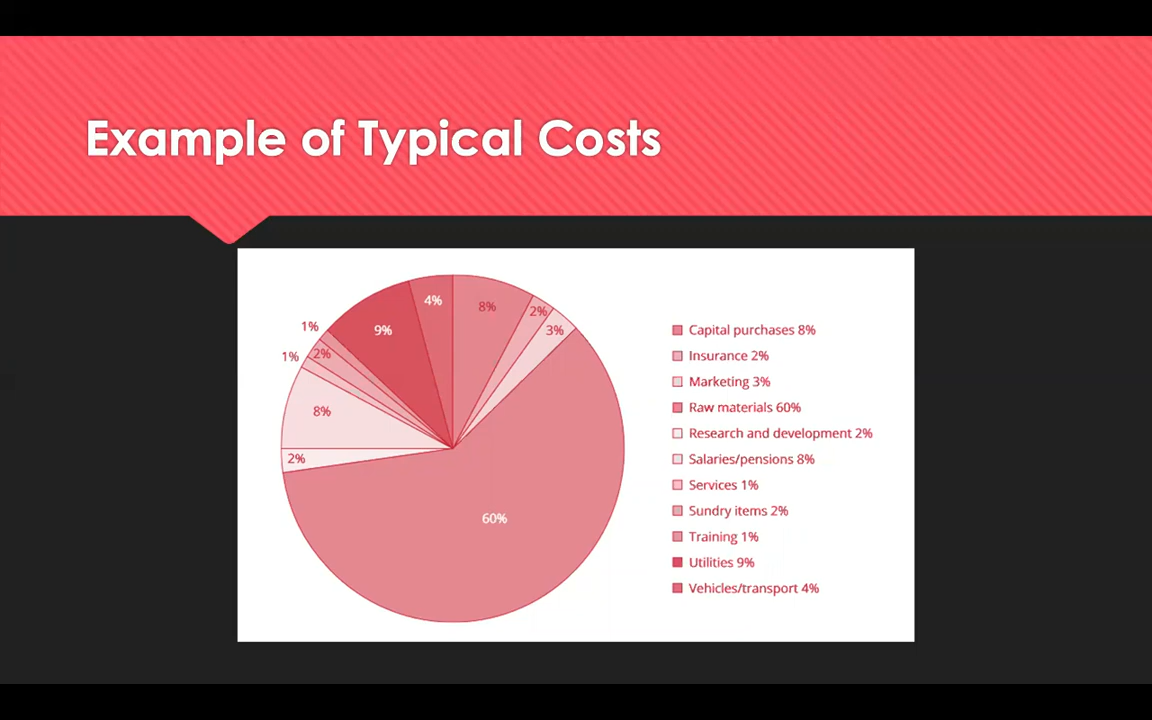 Example of Typical Costs
4%
8%
2%
3%
1%
9%
1%
2%
8%
2%
60%
Capital purchases 8%
Insurance 2%
Marketing 3%
Raw materials 60%
Research and development 2%
Salaries/pensions 8%
Services 1%
Sundry items 2%
Training 1%
Utilities 9%
Vehicles/transport 4%